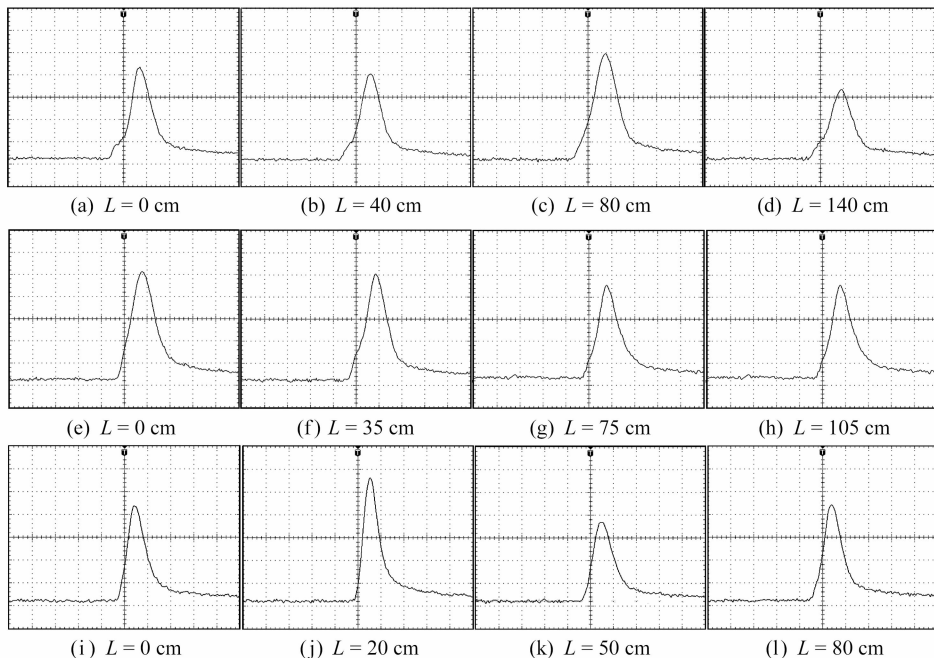 T T T T
(a) L = 0 cm (b) L = 40 cm (c) L = 80 cm (d) L = 140 cm
T T T T
(e) L = 0 cm (f) L = 35 cm (g) L = 75 cm (h) L = 105 cm
T T T T
(i) L = 0 cm (j) L = 20 cm (k) L = 50 cm (l) L = 80 cm